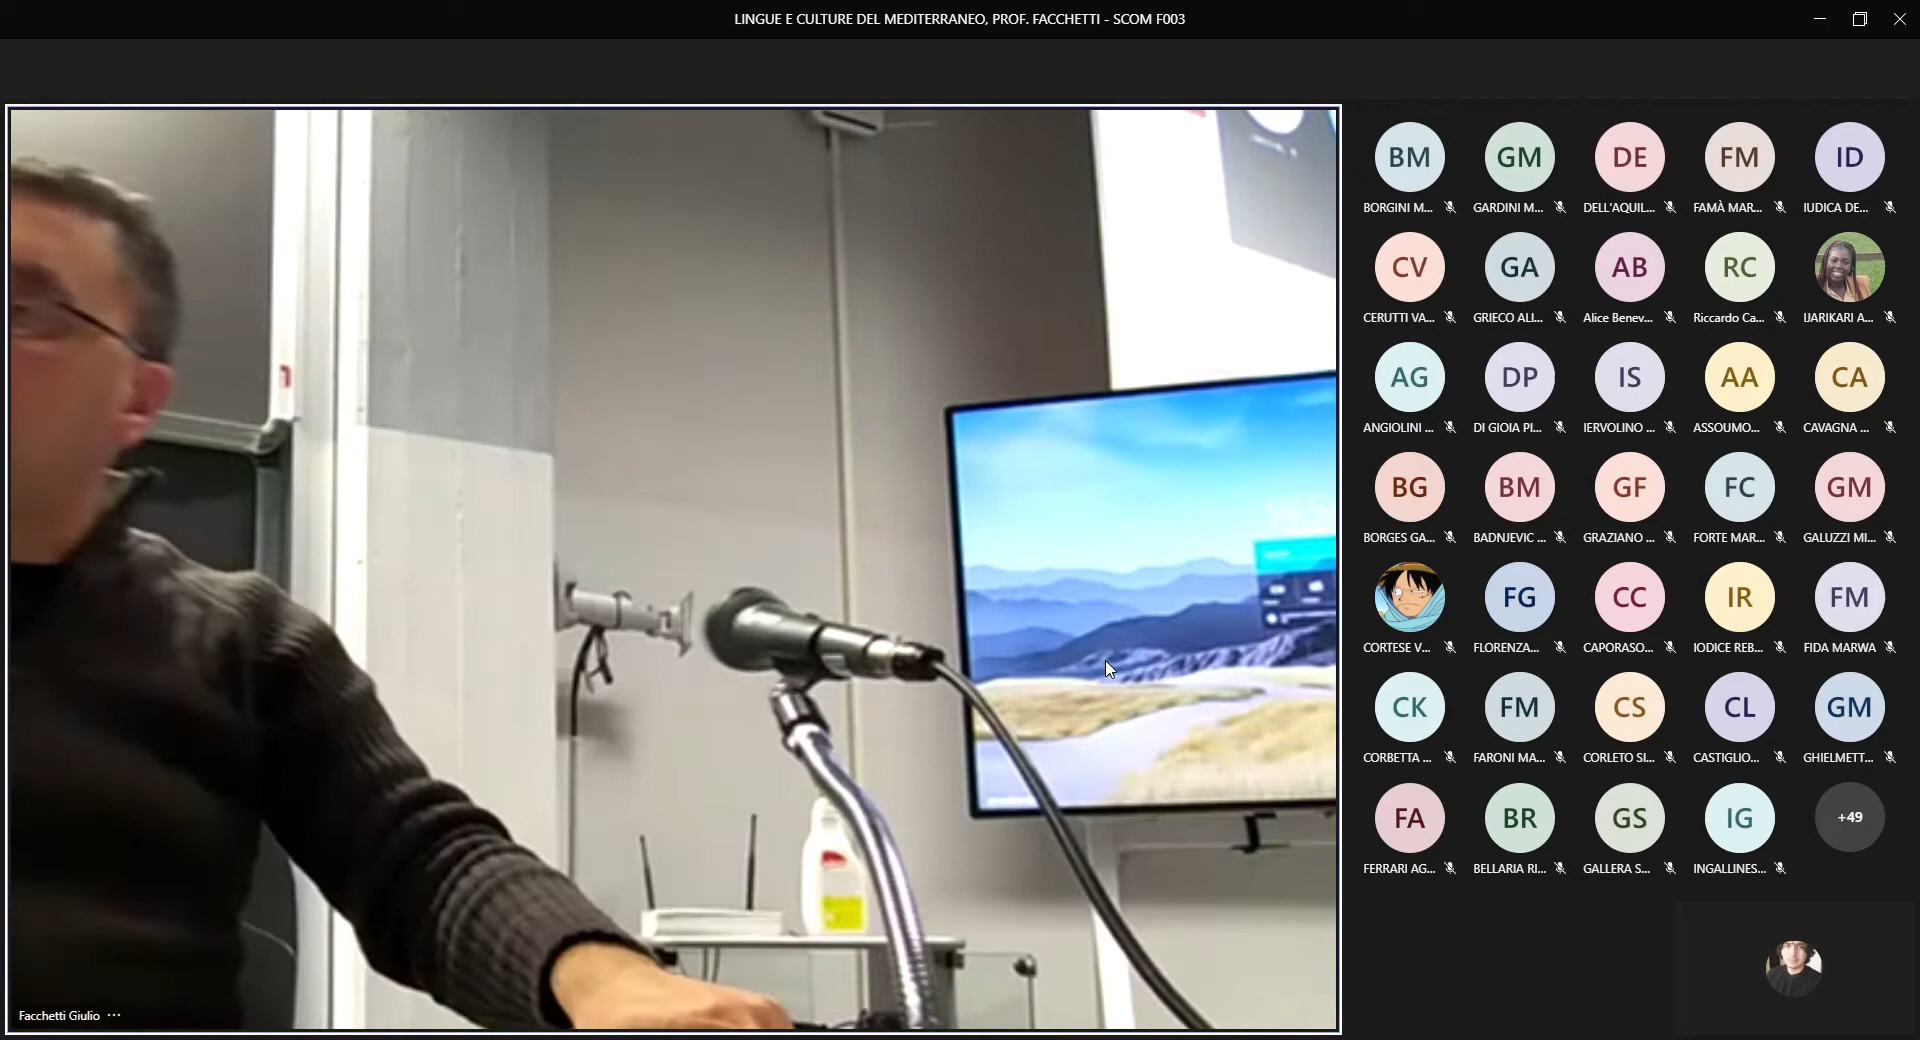 LINGUE E CULTURE DEL MEDITERRANEO, PROF. FACCHETTI - SCOM F003
BM GM DE FM ID
BORGINI M... GARDINI M... DELL'AQUIL... FAMÀ MAR... IUDICA DE...
CV GA AB RC
CERUTTI VA... GRIECO ALI... Alice Benev... Riccardo Ca... IJARIKARI A...
AG DP IS AA CA
ANGIOLINI ... DI GIOIA PI... IERVOLINO ... ASSOUMO... CAVAGNA ...
BG BM GF FC GM
BORGES GA... BADNJEVIC ... GRAZIANO ... FORTE MAR... GALUZZI MI...
FG CC IR FM
CORTESE V... FLORENZA... CAPORASO... IODICE REB... FIDA MARWA
CK FM CS CL GM
CORBETTA ... FARONI MA... CORLETO SI... CASTIGLIO... GHIELMETT...
FA BR GS IG +49
FERRARI AG... BELLARIA RI... GALLERA S... INGALLINES...
Facchetti Giulio ...